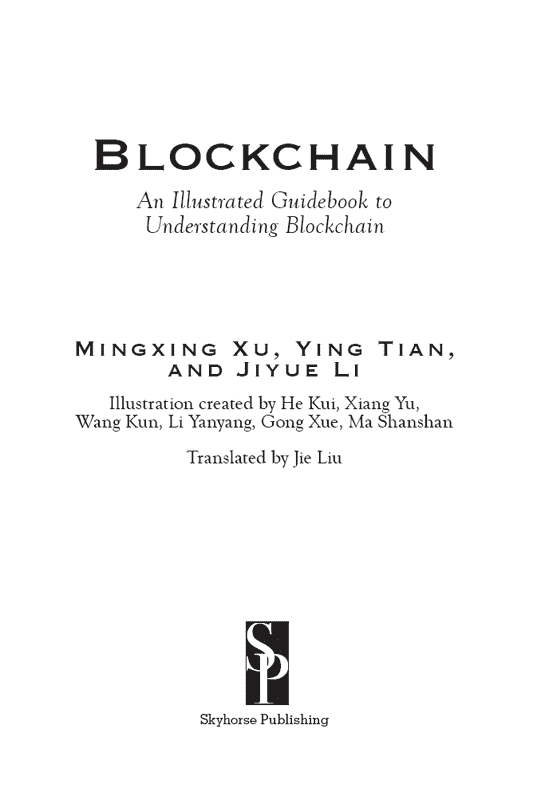 BLOCKCHAIN
An Illustrated Guidebook to
Understanding Blockchain
MINGXING XU, YING TIAN,
AND JIYUE LI
Illustration created by He Kui, Xiang Yu,
Wang Kun, Li Yanyang, Gong Xue, Ma Shanshan
Translated by Jie Liu
SP
Skyhorse Publishing